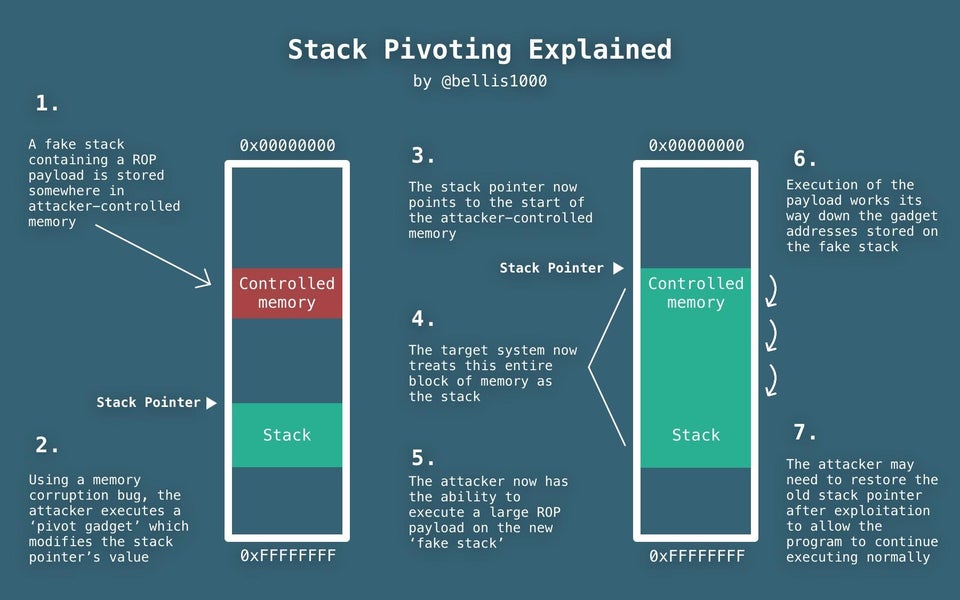 Stack Pivoting Explained
by @bellis1000
1.
A fake stack
containing a ROP
payload is stored
somewhere in
attacker–controlled
memory
0x00000000
Controlled
memory
Stack Pointer
Stack
0xFFFFFFFF
2.
Using a memory
corruption bug, the
attacker executes a
‘pivot gadget’ which
modifies the stack
pointer’s value
3.
The stack pointer now
points to the start of
the attacker–controlled
memory
Stack Pointer
4.
The target system now
treats this entire
block of memory as
the stack
5.
The attacker now has
the ability to
execute a large ROP
payload on the new
‘fake stack’
0x00000000
Controlled
memory
Stack
0xFFFFFFFF
6.
Execution of the
payload works its
way down the gadget
addresses stored on
the fake stack
7.
The attacker may
need to restore the
old stack pointer
after exploitation
to allow the
program to continue
executing normally